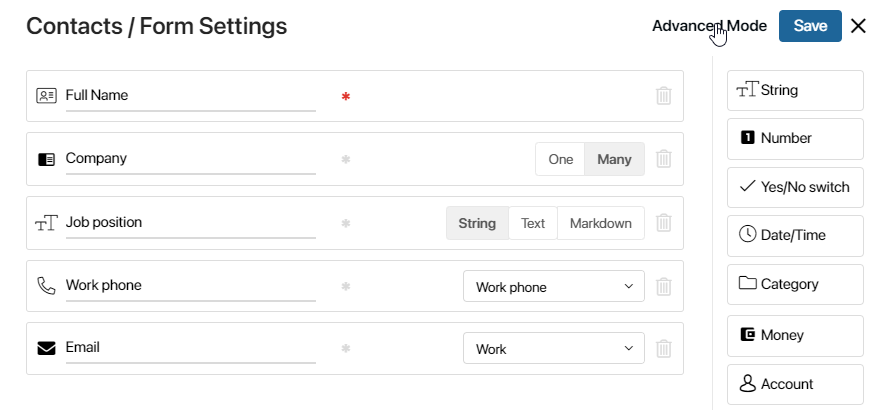 Contacts / Form Settings
Advanced Mode
Save
Full Name
*
Company
*
One
Many
Job position
*
String
Text
Markdown
Work phone
*
Work phone
Email
*
Work
String
1 Number
Yes/No switch
Date/Time
Category
Money
Account